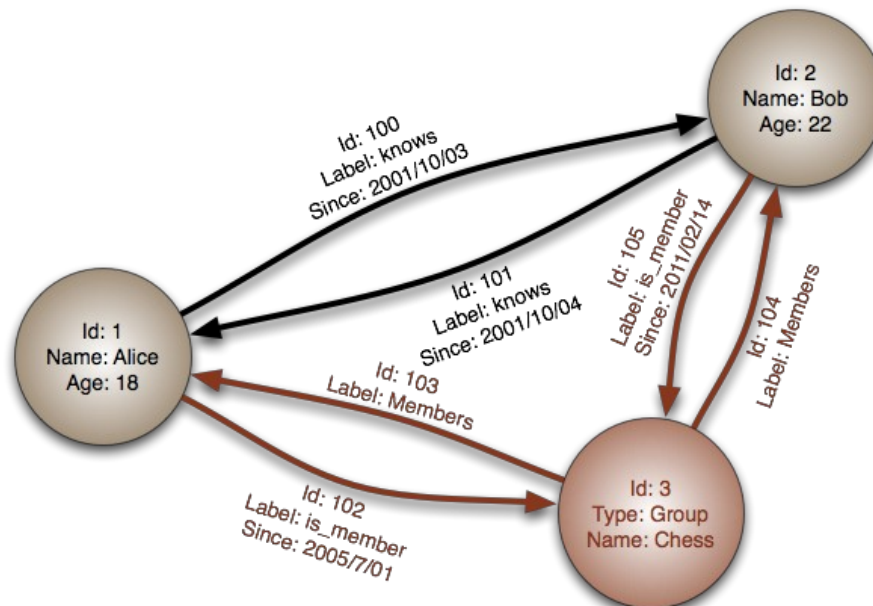 Id: 2
Name: Bob
Age: 22
Id: 100
Label: knows
Since: 2001/10/03
Id: 101
Label: knows
Since: 2001/10/04
Id: 105
Label: is_member
Since: 2011/02/14
Id: 104
Label: Members
Id: 1
Name: Alice
Age: 18
Id: 103
Label: Members
Id: 102
Label: is_member
Since: 2005/7/01
Id: 3
Type: Group
Name: Chess